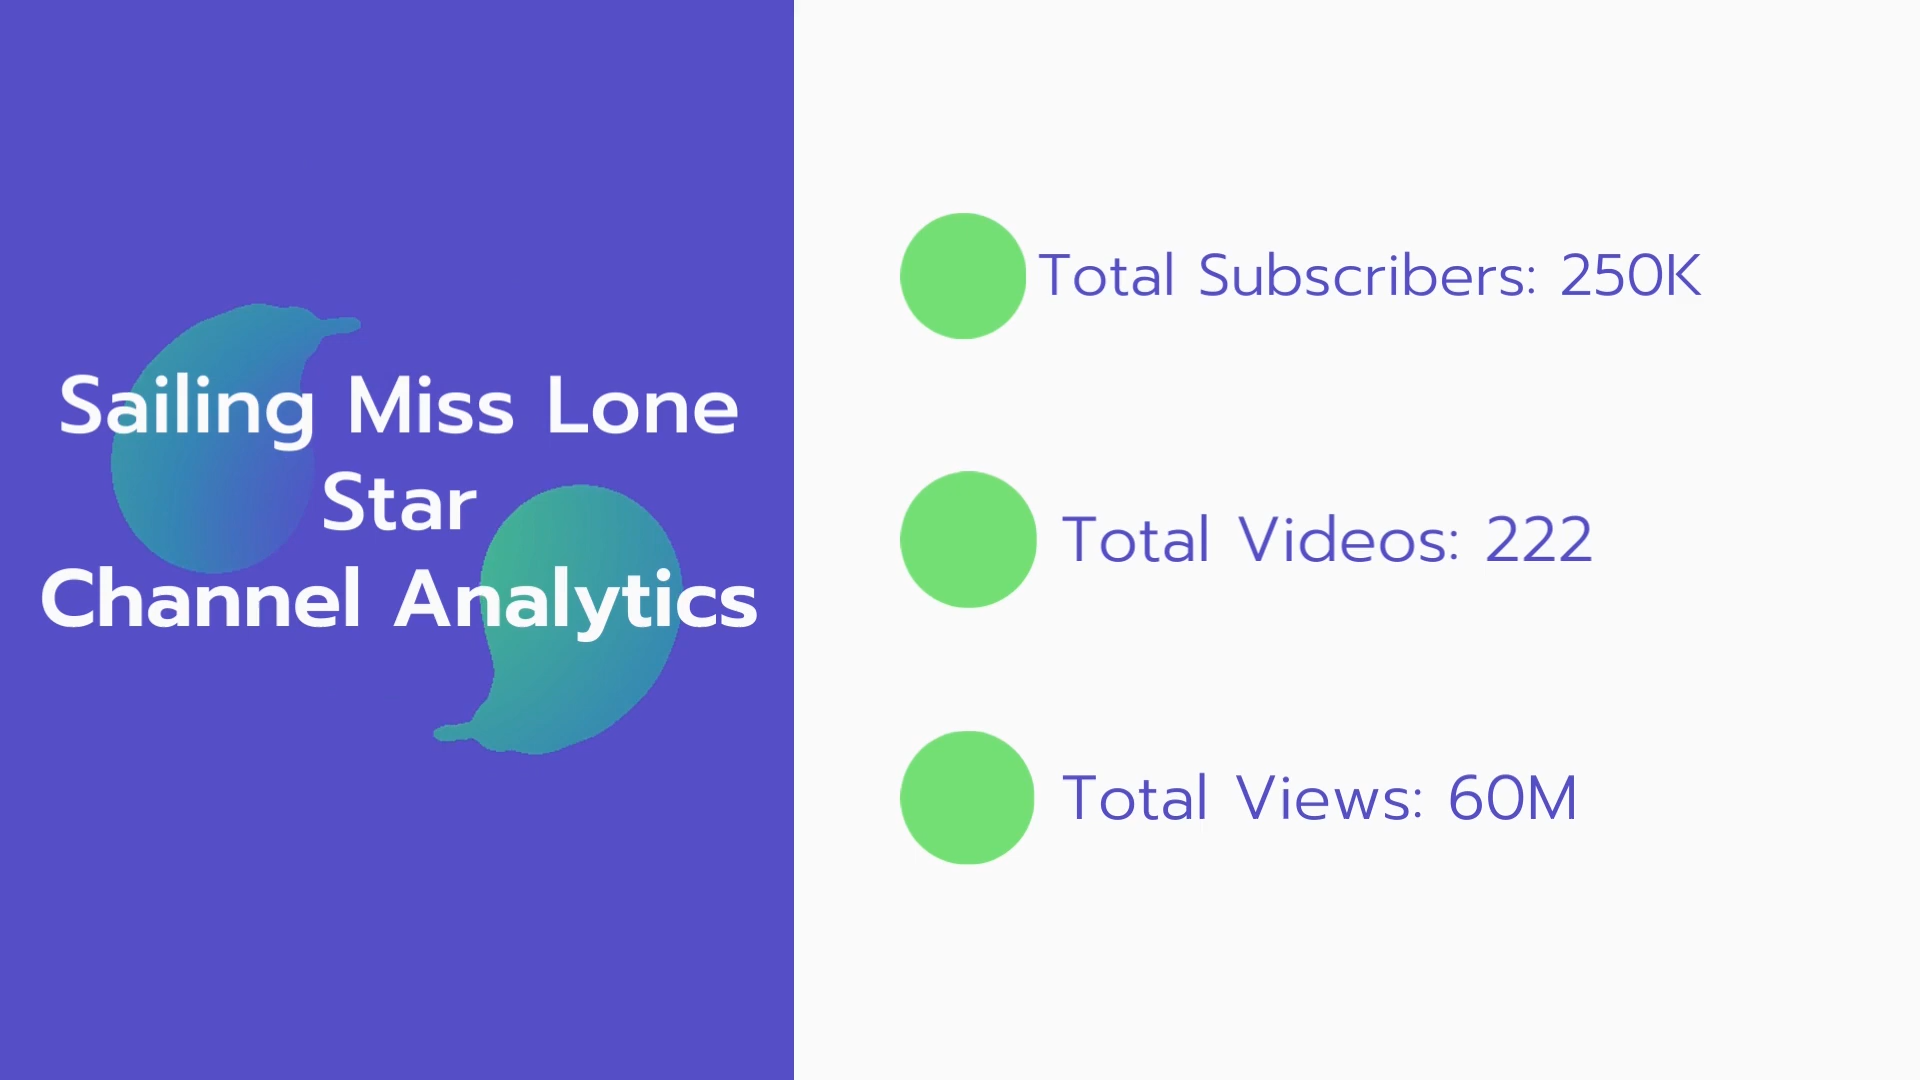 Sailing Miss Lone
Star
Channel Analytics
Total Subscribers: 250K
Total Videos: 222
Total Views: 60M